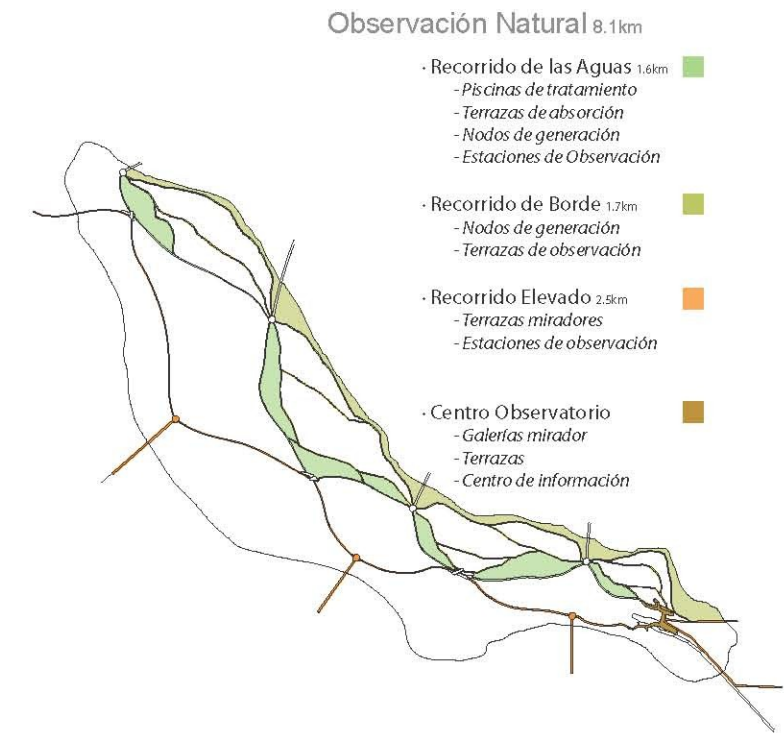 Observación Natural 8.1km
· Recorrido de las Aguas 1.6km
- Piscinas de tratamiento
- Terrazas de absorción
- Nodos de generación
- Estaciones de Observación
· Recorrido de Borde 1.7km
- Nodos de generación
- Terrazas de observación
· Recorrido Elevado 2.5km
- Terrazas miradores
- Estaciones de observación
· Centro Observatorio
- Galerías mirador
- Terrazas
- Centro de información